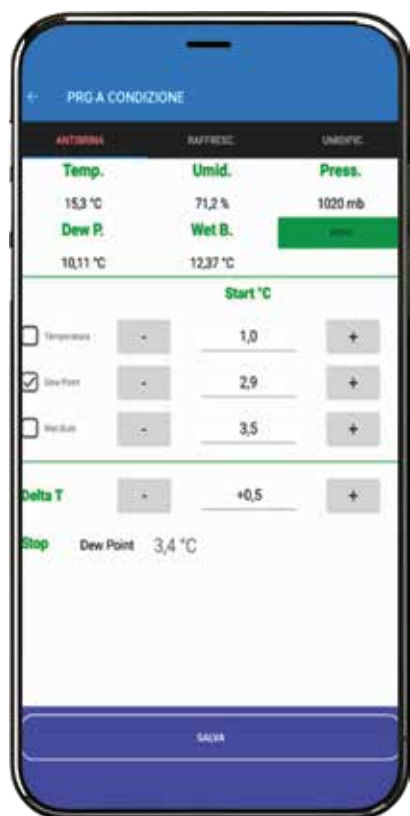 ← PRG A CONDIZIONE
ANTIBRINA RAFFRESC. UMIDIFIC.
Temp. Umid. Press.
15,3 °C 71,2 % 1020 mb
Dew P. Wet B.
10,11 °C 12,37 °C
Start °C
Temperatura - 1,0 +
Dew Point - 2,9 +
Wet Bulb - 3,5 +
Delta T - +0,5 +
Stop Dew Point 3,4 °C
SALVA